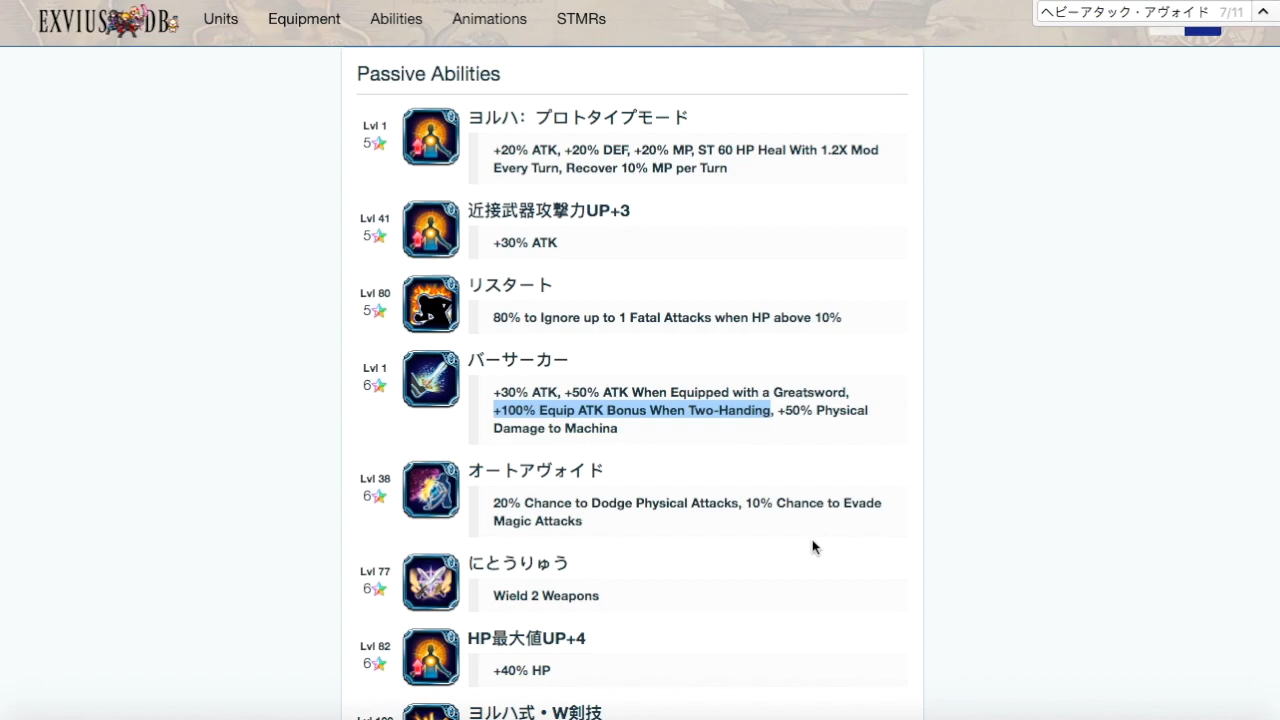 EXVIUS DB
Units
Equipment
Abilities
Animations
STMRs
ヘビーアタック・アヴォイド 7/11
Passive Abilities
Lvl 1
5
ヨルハ: プロトタイプモード
+20% ATK, +20% DEF, +20% MP, ST 60 HP Heal With 1.2X Mod
Every Turn, Recover 10% MP per Turn
Lvl 41
5
近接武器攻撃力UP+3
+30% ATK
Lvl 80
5
リスタート
80% to Ignore up to 1 Fatal Attacks when HP above 10%
Lvl 1
6
バーサーカー
+30% ATK, +50% ATK When Equipped with a Greatsword,
+100% Equip ATK Bonus When Two-Handing, +50% Physical
Damage to Machina
Lvl 38
6
オートアヴォイド
20% Chance to Dodge Physical Attacks, 10% Chance to Evade
Magic Attacks
Lvl 77
6
にとうりゅう
Wield 2 Weapons
Lvl 82
6
HP最大値UP+4
+40% HP
Lvl 100
ヨルハ式・W剣技